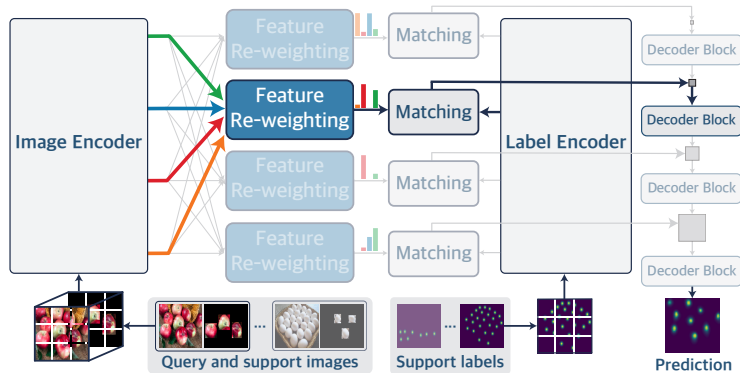 Feature
Re-weighting
Matching
Decoder Block
Feature
Re-weighting
Matching
Decoder Block
Image Encoder
Label Encoder
Feature
Re-weighting
Matching
Decoder Block
Feature
Re-weighting
Matching
Decoder Block
...
...
Query and support images
Support labels
Prediction